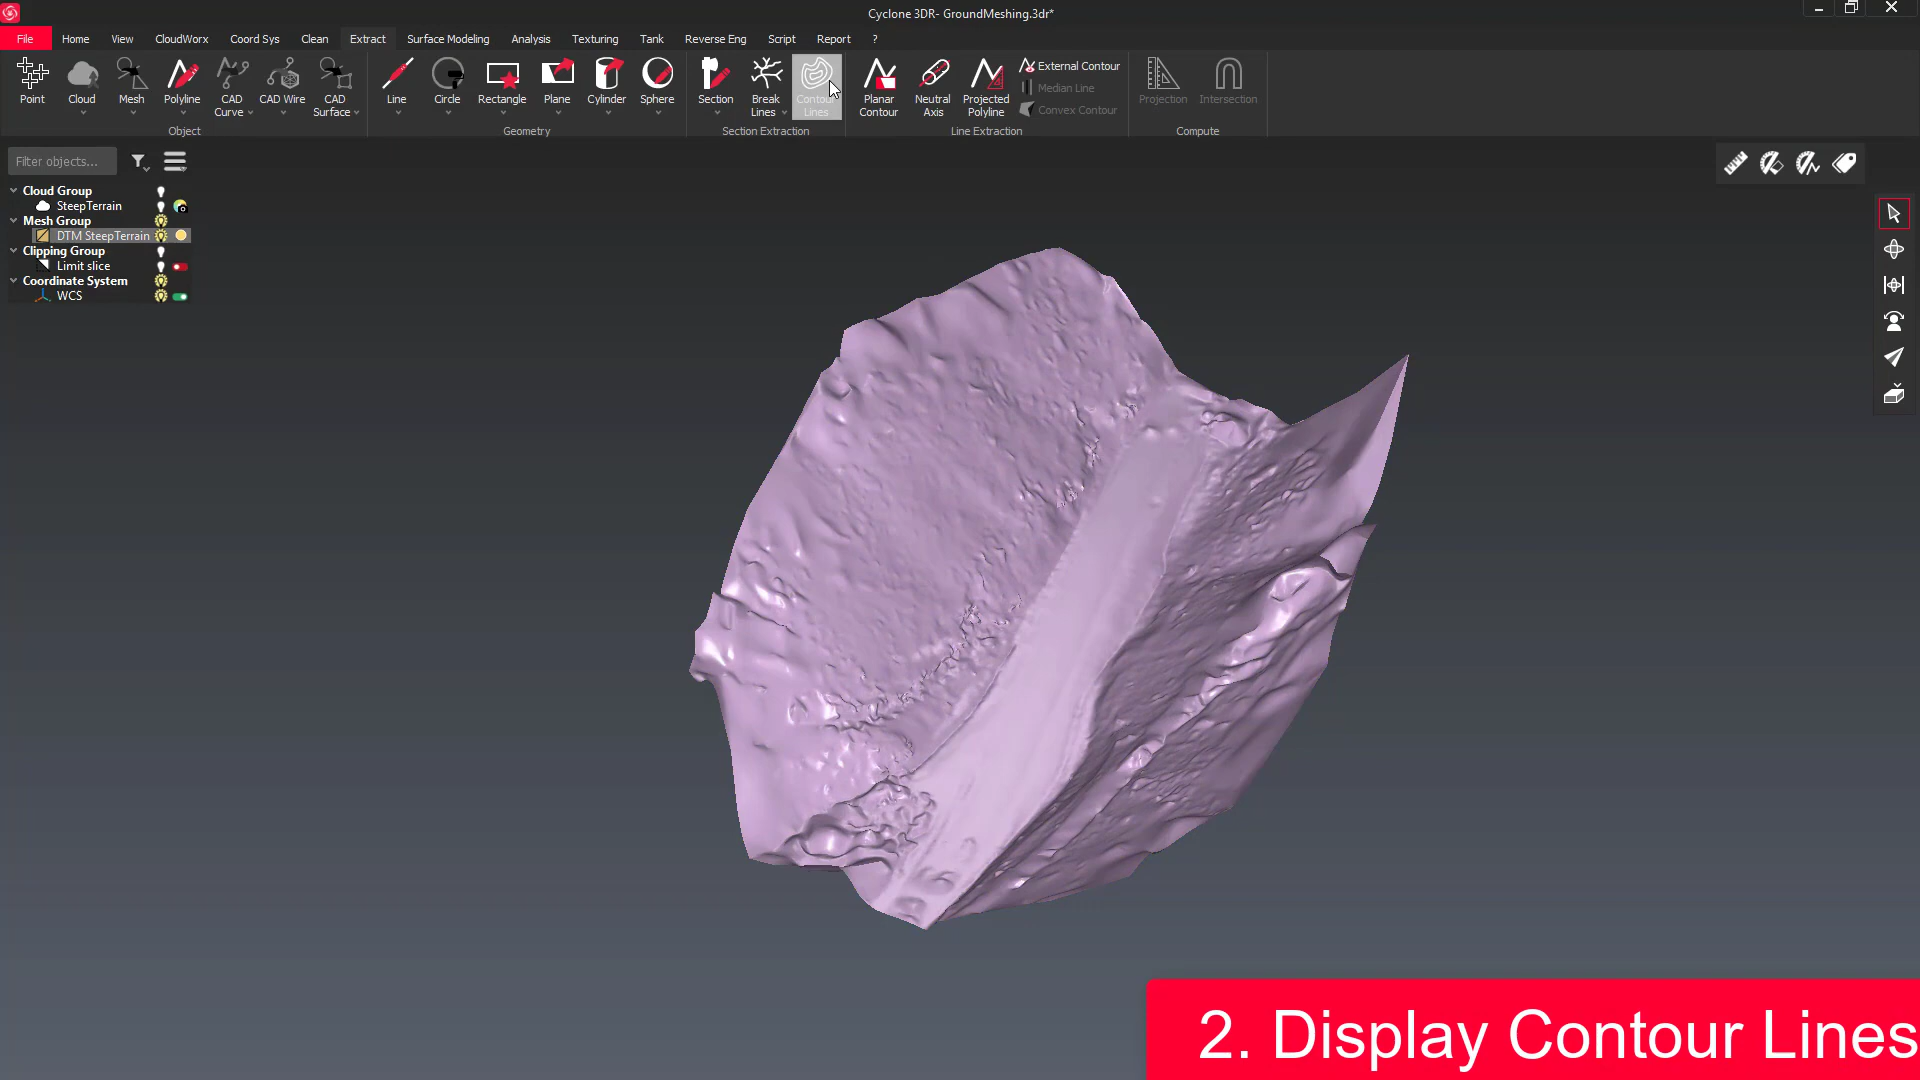 Cyclone 3DR- GroundMeshing.3dr*
File Home View CloudWorx Coord Sys Clean Extract Surface Modeling Analysis Texturing Tank Reverse Eng Script Report ?
Point Cloud Mesh Polyline CAD Curve CAD Wire CAD Surface
Object
Line Circle Rectangle Plane Cylinder Sphere
Geometry
Section Break Lines Contour Lines
Section Extraction
Planar Contour Neutral Axis Projected Polyline
External Contour
Median Line
Convex Contour
Line Extraction
Projection Intersection
Compute
Filter objects...
Cloud Group
SteepTerrain
Mesh Group
DTM SteepTerrain
Clipping Group
Limit slice
Coordinate System
WCS
2. Display Contour Lines